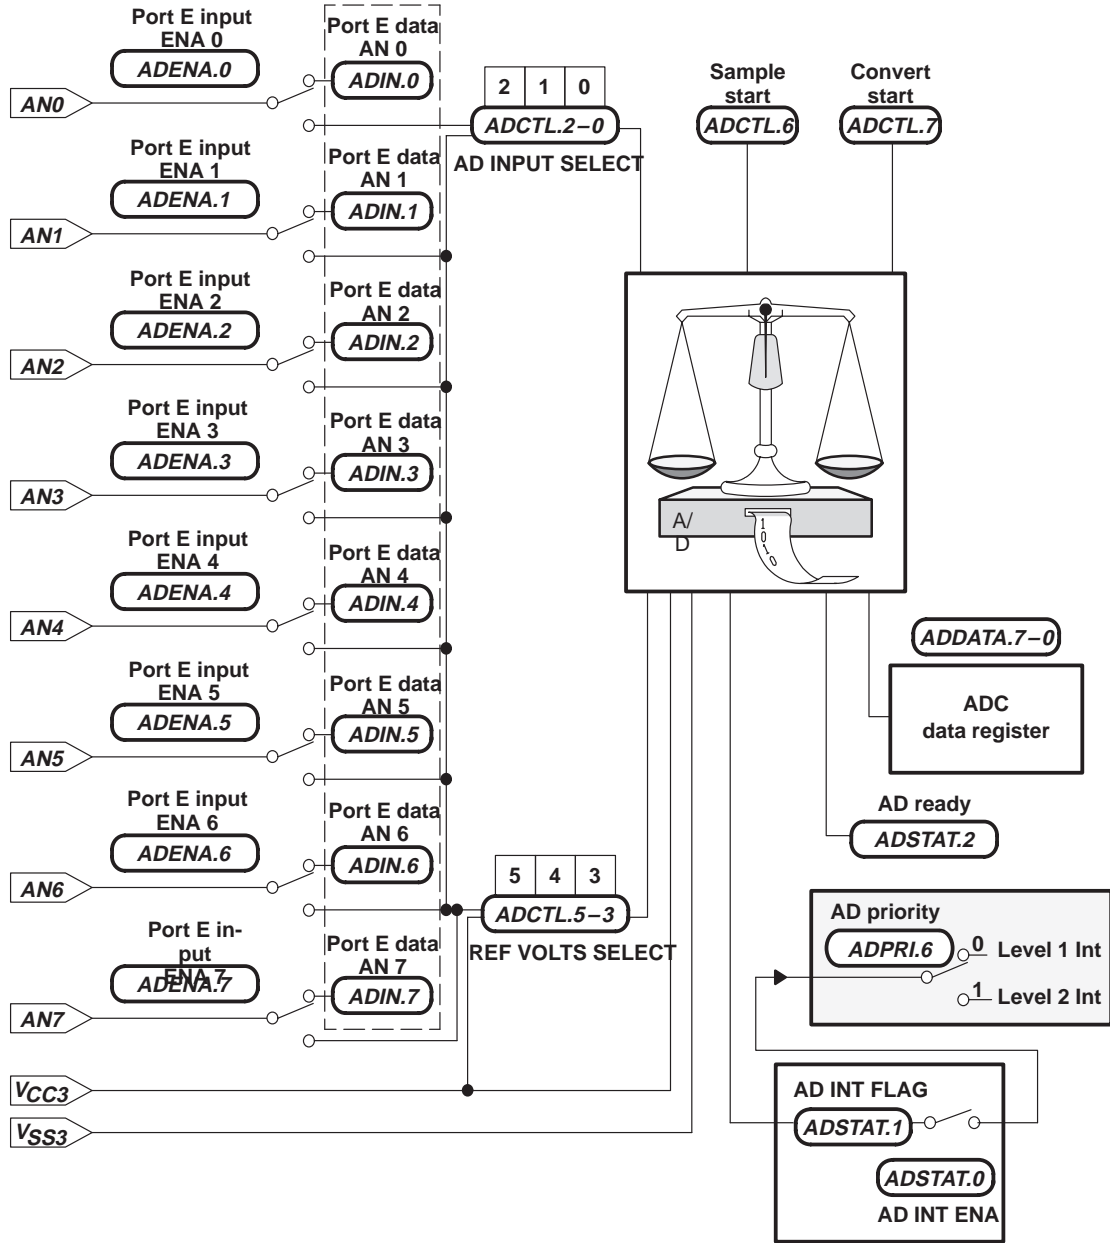 Port E input
ENA 0
ADENA.0
AN0
Port E data
AN 0
ADIN.0
Port E input
ENA 1
ADENA.1
AN1
Port E data
AN 1
ADIN.1
Port E input
ENA 2
ADENA.2
AN2
Port E data
AN 2
ADIN.2
Port E input
ENA 3
ADENA.3
AN3
Port E data
AN 3
ADIN.3
Port E input
ENA 4
ADENA.4
AN4
Port E data
AN 4
ADIN.4
Port E input
ENA 5
ADENA.5
AN5
Port E data
AN 5
ADIN.5
Port E input
ENA 6
ADENA.6
AN6
Port E data
AN 6
ADIN.6
Port E in-
put
ENA 7
ADENA.7
AN7
Port E data
AN 7
ADIN.7
VCC3
VSS3
2 1 0
ADCTL.2–0
AD INPUT SELECT
Sample
start
ADCTL.6
Convert
start
ADCTL.7
A/
D
1
0
1
0
ADDATA.7–0
ADC
data register
AD ready
ADSTAT.2
5 4 3
ADCTL.5–3
REF VOLTS SELECT
AD priority
ADPRI.6
0 Level 1 Int
1 Level 2 Int
AD INT FLAG
ADSTAT.1
ADSTAT.0
AD INT ENA